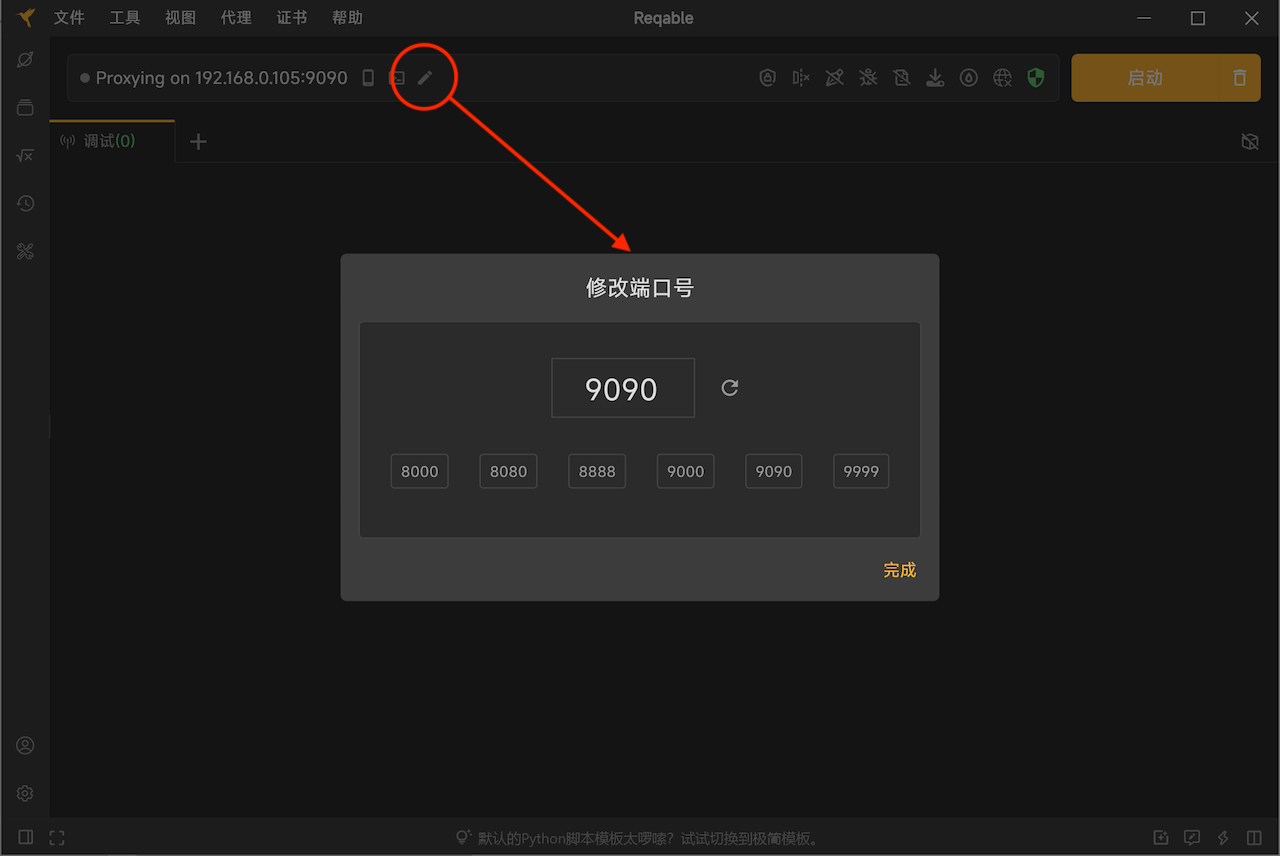 文件 工具 视图 代理 证书 帮助 Reqable
Proxying on 192.168.0.105:9090 启动
调试(0)
修改端口号
9090
8000 8080 8888 9000 9090 9999
完成
默认的Python脚本模板太啰嗦？试试切换到极简模板。